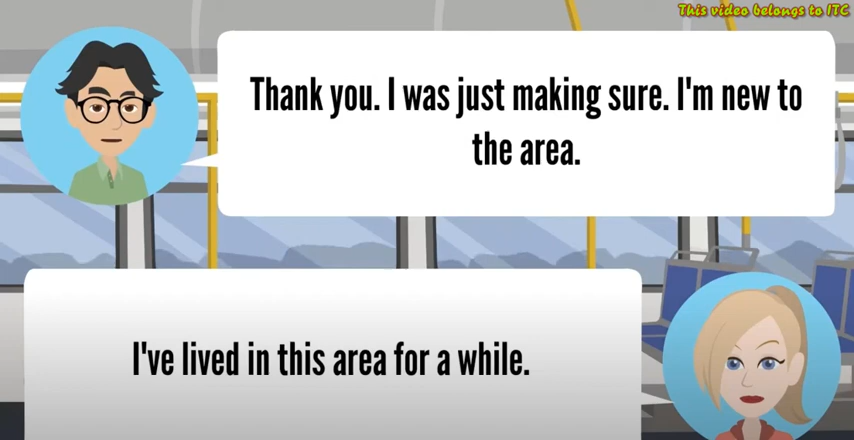 This video belongs to ITC
Thank you. I was just making sure. I'm new to
the area.
I've lived in this area for a while.